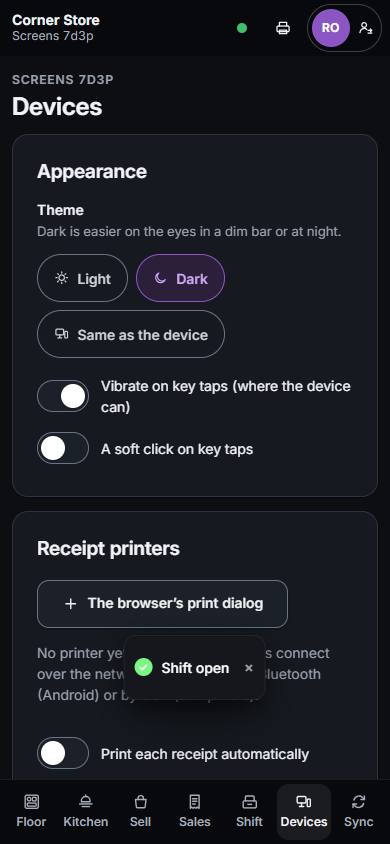 Corner Store
Screens 7d3p
RO
SCREENS 7D3P
Devices
Appearance
Theme
Dark is easier on the eyes in a dim bar or at night.
Light
Dark
Same as the device
Vibrate on key taps (where the device
can)
A soft click on key taps
Receipt printers
+ The browser’s print dialog
No printer connect
over the Bluetooth
(Android) or
Shift open ×
Print each receipt automatically
Floor Kitchen Sell Sales Shift Devices Sync